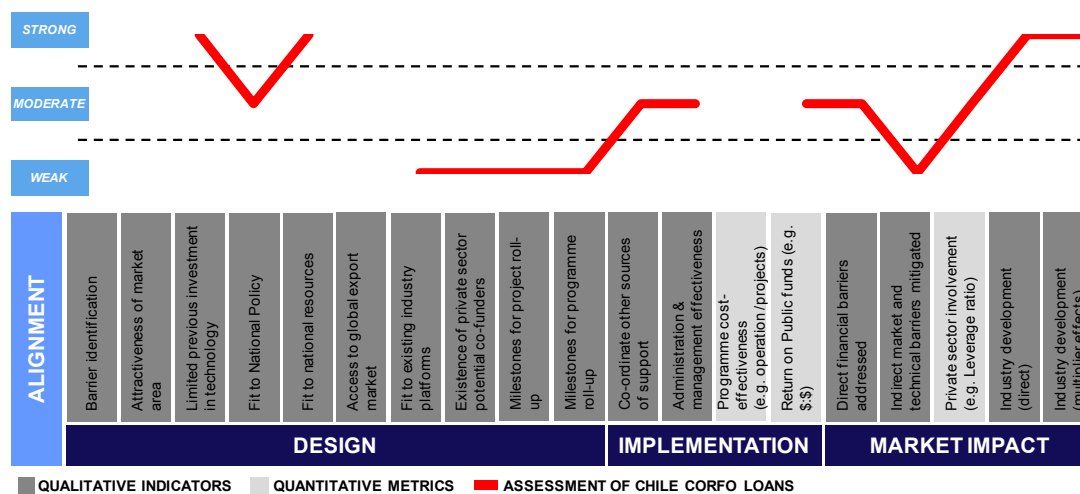 STRONG
MODERATE
WEAK
ALIGNMENT
Barrier identification
Attractiveness of market
area
Limited previous investment
in technology
Fit to National Policy
Fit to national resources
Access to global export
market
Fit to existing industry
platforms
Existence of private sector
potential co-funders
Milestones for project roll-
up
Milestones for programme
roll-up
Co-ordinate other sources
of support
Administration &
management effectiveness
Programme cost-
effectiveness
(e.g. operation /projects)
Return on Public funds (e.g.
$:$)
Direct financial barriers
addressed
Indirect market and
technical barriers mitigated
Private sector involvement
(e.g. Leverage ratio)
Industry development
(direct)
Industry development
(multiplier effects)
DESIGN
IMPLEMENTATION
MARKET IMPACT
QUALITATIVE INDICATORS
QUANTITATIVE METRICS
ASSESSMENT OF CHILE CORFO LOANS